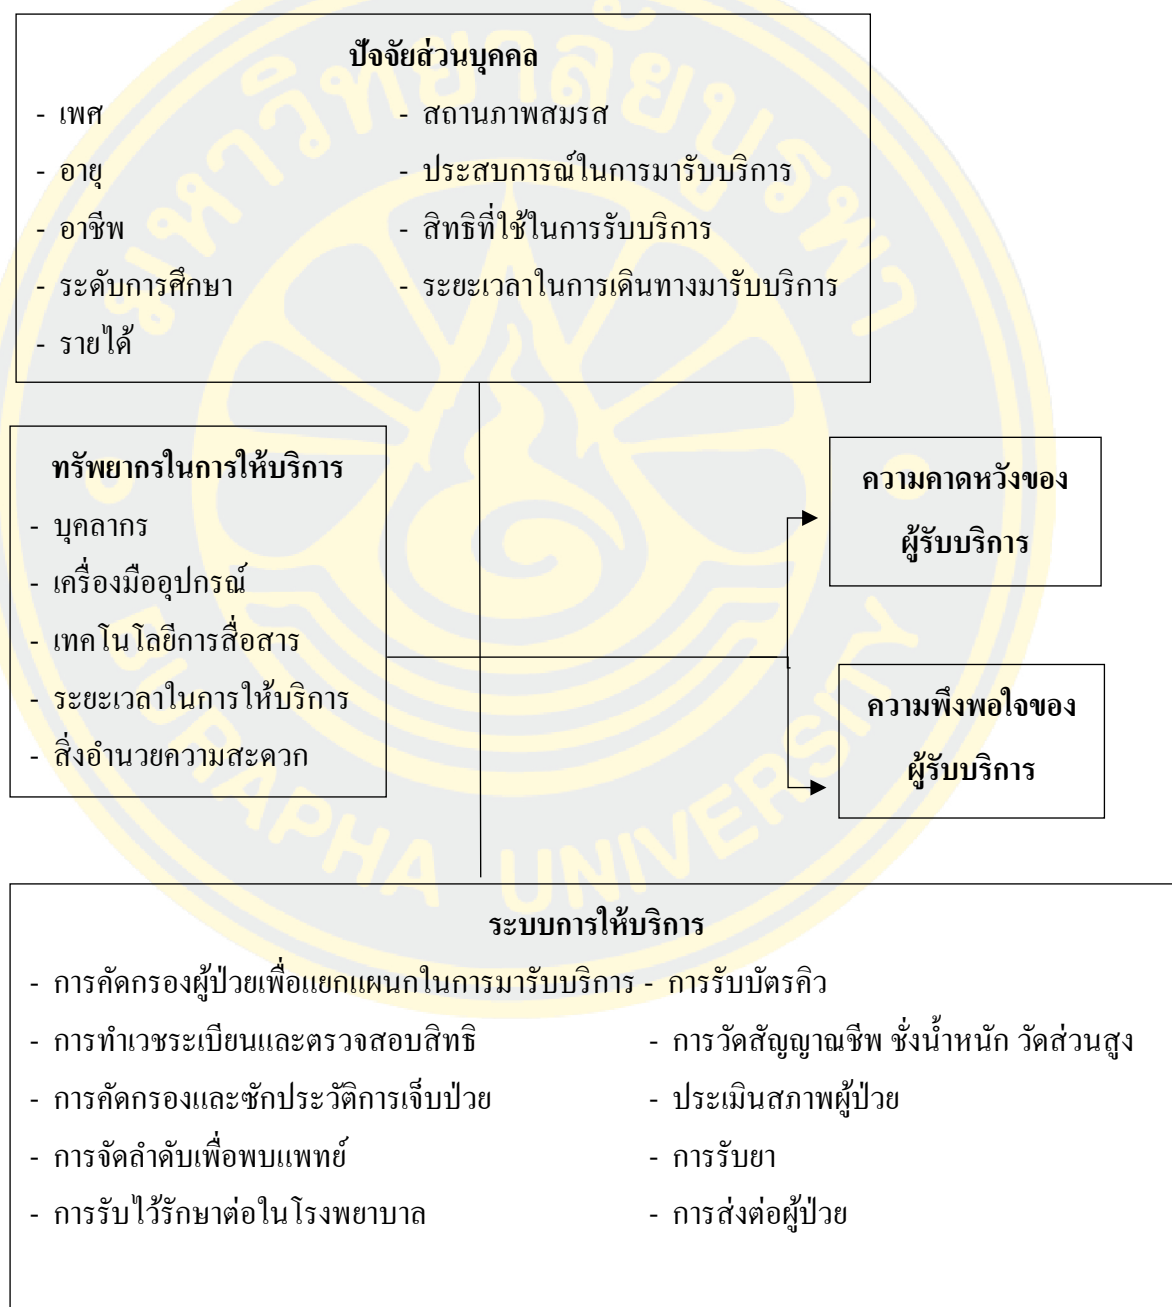 มหาวิทยาลัยบูรพา
ปัจจัยส่วนบุคคล
- เพศ - สถานภาพสมรส
- อายุ - ประสบการณ์ในการมารับบริการ
- อาชีพ - สิทธิที่ใช้ในการรับบริการ
- ระดับการศึกษา - ระยะเวลาในการเดินทางมารับบริการ
- รายได้
ทรัพยากรในการให้บริการ
- บุคลากร
- เครื่องมืออุปกรณ์
- เทคโนโลยีการสื่อสาร
- ระยะเวลาในการให้บริการ
- สิ่งอำนวยความสะดวก
ความคาดหวังของ
ผู้รับบริการ
ความพึงพอใจของ
ผู้รับบริการ
BURAPHA UNIVERSITY
ระบบการให้บริการ
- การคัดกรองผู้ป่วยเพื่อแยกแผนกในการมารับบริการ - การรับบัตรคิว
- การทำเวชระเบียนและตรวจสอบสิทธิ - การวัดสัญญาณชีพ ชั่งน้ำหนัก วัดส่วนสูง
- การคัดกรองและซักประวัติการเจ็บป่วย - ประเมินสภาพผู้ป่วย
- การจัดลำดับเพื่อพบแพทย์ - การรับยา
- การรับไว้รักษาต่อในโรงพยาบาล - การส่งต่อผู้ป่วย